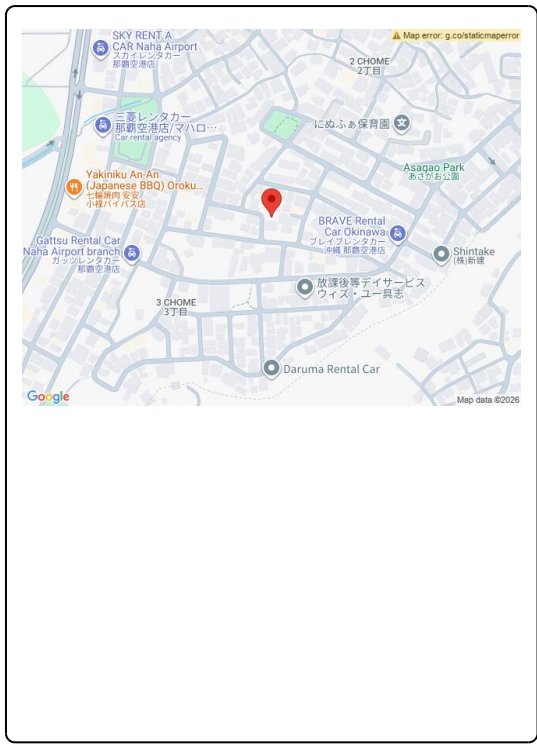 SKY RENT A
CAR Naha Airport
スカイレンタカー
那覇空港店
Map error: g.co/staticmaperror
2 CHOME
2丁目
三菱レンタカー
那覇空港店/マハロ…
Car rental agency
にぬふぁ保育園
Asagao Park
あさがお公園
Yakiniku An-An
(Japanese BBQ) Oroku...
七輪焼肉 安安
小禄バイパス店
BRAVE Rental
Car Okinawa
ブレイブレンタカー
沖縄 那覇空港店
Gattsu Rental Car
Naha Airport branch
ガッツレンタカー
那覇空港店
Shintake
(株)新建
放課後等デイサービス
ウィズ・ユー具志
3 CHOME
3丁目
Daruma Rental Car
Google
Map data ©2026